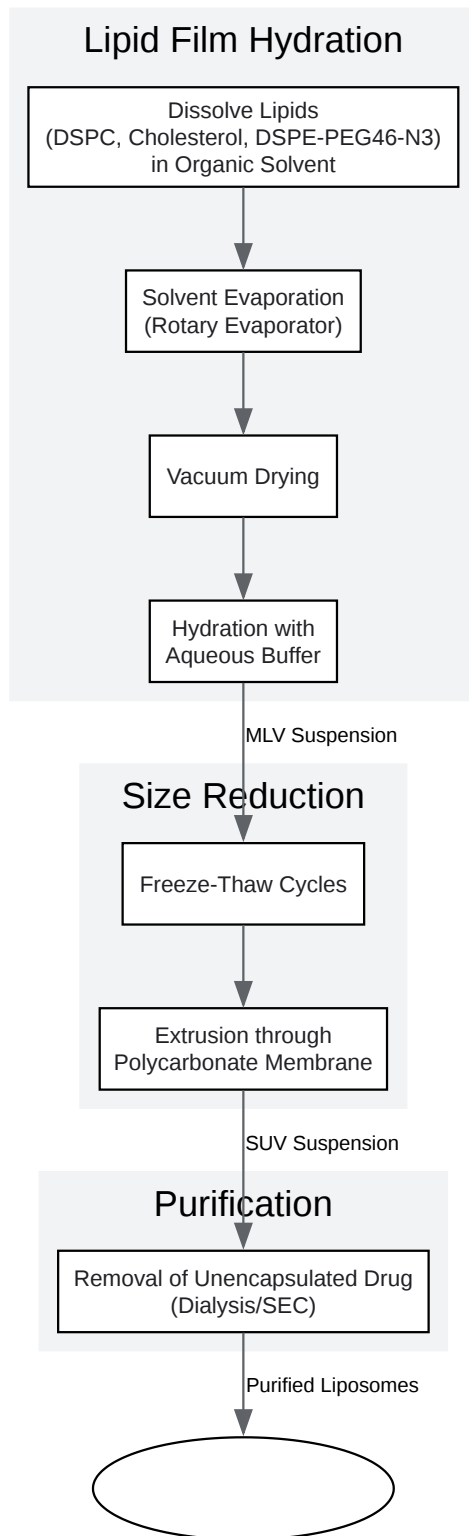 Lipid Film Hydration
Dissolve Lipids
(DSPC, Cholesterol, DSPE-PEG46-N3)
in Organic Solvent
Solvent Evaporation
(Rotary Evaporator)
Vacuum Drying
Hydration with
Aqueous Buffer
MLV Suspension
Size Reduction
Freeze-Thaw Cycles
Extrusion through
Polycarbonate Membrane
SUV Suspension
Purification
Removal of Unencapsulated Drug
(Dialysis/SEC)
Purified Liposomes